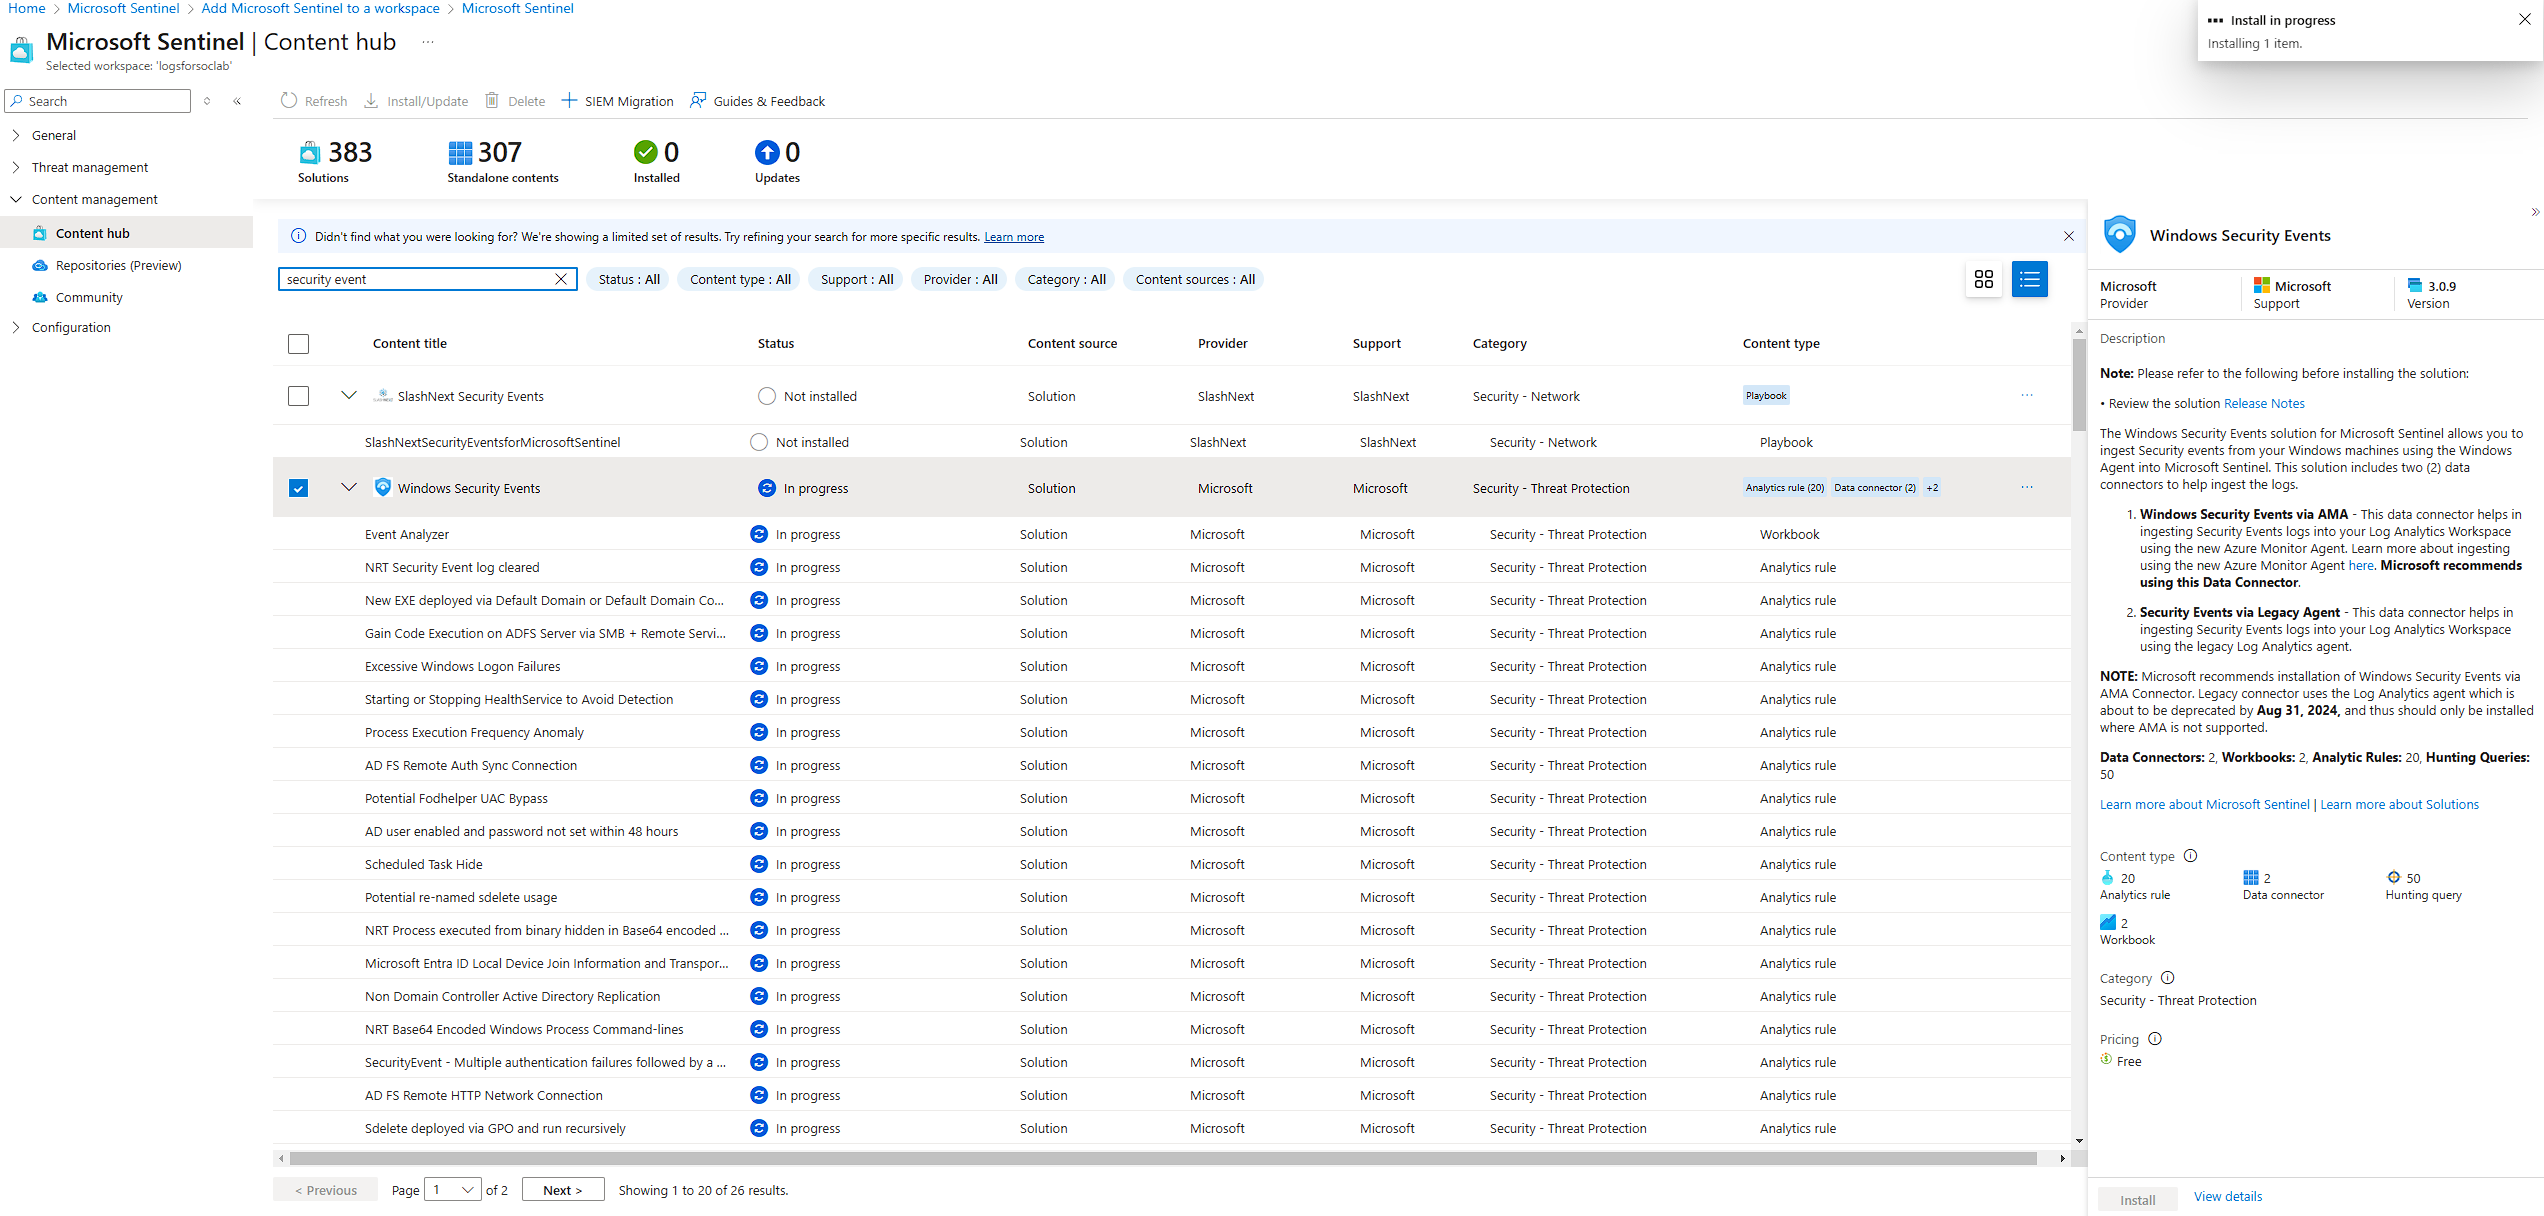 Home > Microsoft Sentinel > Add Microsoft Sentinel to a workspace > Microsoft Sentinel
Microsoft Sentinel | Content hub ...
Selected workspace: 'logsforsoclab'
Install in progress
Installing 1 item.
Search
General
Threat management
Content management
Content hub
Repositories (Preview)
Community
Configuration
Refresh Install/Update Delete SIEM Migration Guides & Feedback
383 307 0 0
Solutions Standalone contents Installed Updates
Didn't find what you were looking for? We're showing a limited set of results. Try refining your search for more specific results. Learn more
security event Status : All Content type : All Support : All Provider : All Category : All Content sources : All
Content title Status Content source Provider Support Category Content type
SlashNext Security Events Not installed Solution SlashNext SlashNext Security - Network Playbook ...
SlashNextSecurityEventsforMicrosoftSentinel Not installed Solution SlashNext SlashNext Security - Network Playbook
Windows Security Events In progress Solution Microsoft Microsoft Security - Threat Protection Analytics rule (20) Data connector (2) +2 ...
Event Analyzer In progress Solution Microsoft Microsoft Security - Threat Protection Workbook
NRT Security Event log cleared In progress Solution Microsoft Microsoft Security - Threat Protection Analytics rule
New EXE deployed via Default Domain or Default Domain Co... In progress Solution Microsoft Microsoft Security - Threat Protection Analytics rule
Gain Code Execution on ADFS Server via SMB + Remote Servi... In progress Solution Microsoft Microsoft Security - Threat Protection Analytics rule
Excessive Windows Logon Failures In progress Solution Microsoft Microsoft Security - Threat Protection Analytics rule
Starting or Stopping HealthService to Avoid Detection In progress Solution Microsoft Microsoft Security - Threat Protection Analytics rule
Process Execution Frequency Anomaly In progress Solution Microsoft Microsoft Security - Threat Protection Analytics rule
AD FS Remote Auth Sync Connection In progress Solution Microsoft Microsoft Security - Threat Protection Analytics rule
Potential Fodhelper UAC Bypass In progress Solution Microsoft Microsoft Security - Threat Protection Analytics rule
AD user enabled and password not set within 48 hours In progress Solution Microsoft Microsoft Security - Threat Protection Analytics rule
Scheduled Task Hide In progress Solution Microsoft Microsoft Security - Threat Protection Analytics rule
Potential re-named sdelete usage In progress Solution Microsoft Microsoft Security - Threat Protection Analytics rule
NRT Process executed from binary hidden in Base64 encoded ... In progress Solution Microsoft Microsoft Security - Threat Protection Analytics rule
Microsoft Entra ID Local Device Join Information and Transpor... In progress Solution Microsoft Microsoft Security - Threat Protection Analytics rule
Non Domain Controller Active Directory Replication In progress Solution Microsoft Microsoft Security - Threat Protection Analytics rule
NRT Base64 Encoded Windows Process Command-lines In progress Solution Microsoft Microsoft Security - Threat Protection Analytics rule
SecurityEvent - Multiple authentication failures followed by a ... In progress Solution Microsoft Microsoft Security - Threat Protection Analytics rule
AD FS Remote HTTP Network Connection In progress Solution Microsoft Microsoft Security - Threat Protection Analytics rule
Sdelete deployed via GPO and run recursively In progress Solution Microsoft Microsoft Security - Threat Protection Analytics rule
< Previous Page 1 of 2 Next > Showing 1 to 20 of 26 results.
Windows Security Events
Microsoft Microsoft 3.0.9
Provider Support Version
Description
Note: Please refer to the following before installing the solution:
• Review the solution Release Notes
The Windows Security Events solution for Microsoft Sentinel allows you to
ingest Security events from your Windows machines using the Windows
Agent into Microsoft Sentinel. This solution includes two (2) data
connectors to help ingest the logs.
1. Windows Security Events via AMA - This data connector helps in
ingesting Security Events logs into your Log Analytics Workspace
using the new Azure Monitor Agent. Learn more about ingesting
using the new Azure Monitor Agent here. Microsoft recommends
using this Data Connector.
2. Security Events via Legacy Agent - This data connector helps in
ingesting Security Events logs into your Log Analytics Workspace
using the legacy Log Analytics agent.
NOTE: Microsoft recommends installation of Windows Security Events via
AMA Connector. Legacy connector uses the Log Analytics agent which is
about to be deprecated by Aug 31, 2024, and thus should only be installed
where AMA is not supported.
Data Connectors: 2, Workbooks: 2, Analytic Rules: 20, Hunting Queries:
50
Learn more about Microsoft Sentinel | Learn more about Solutions
Content type
20 2 50
Analytics rule Data connector Hunting query
2
Workbook
Category
Security - Threat Protection
Pricing
Free
Install View details